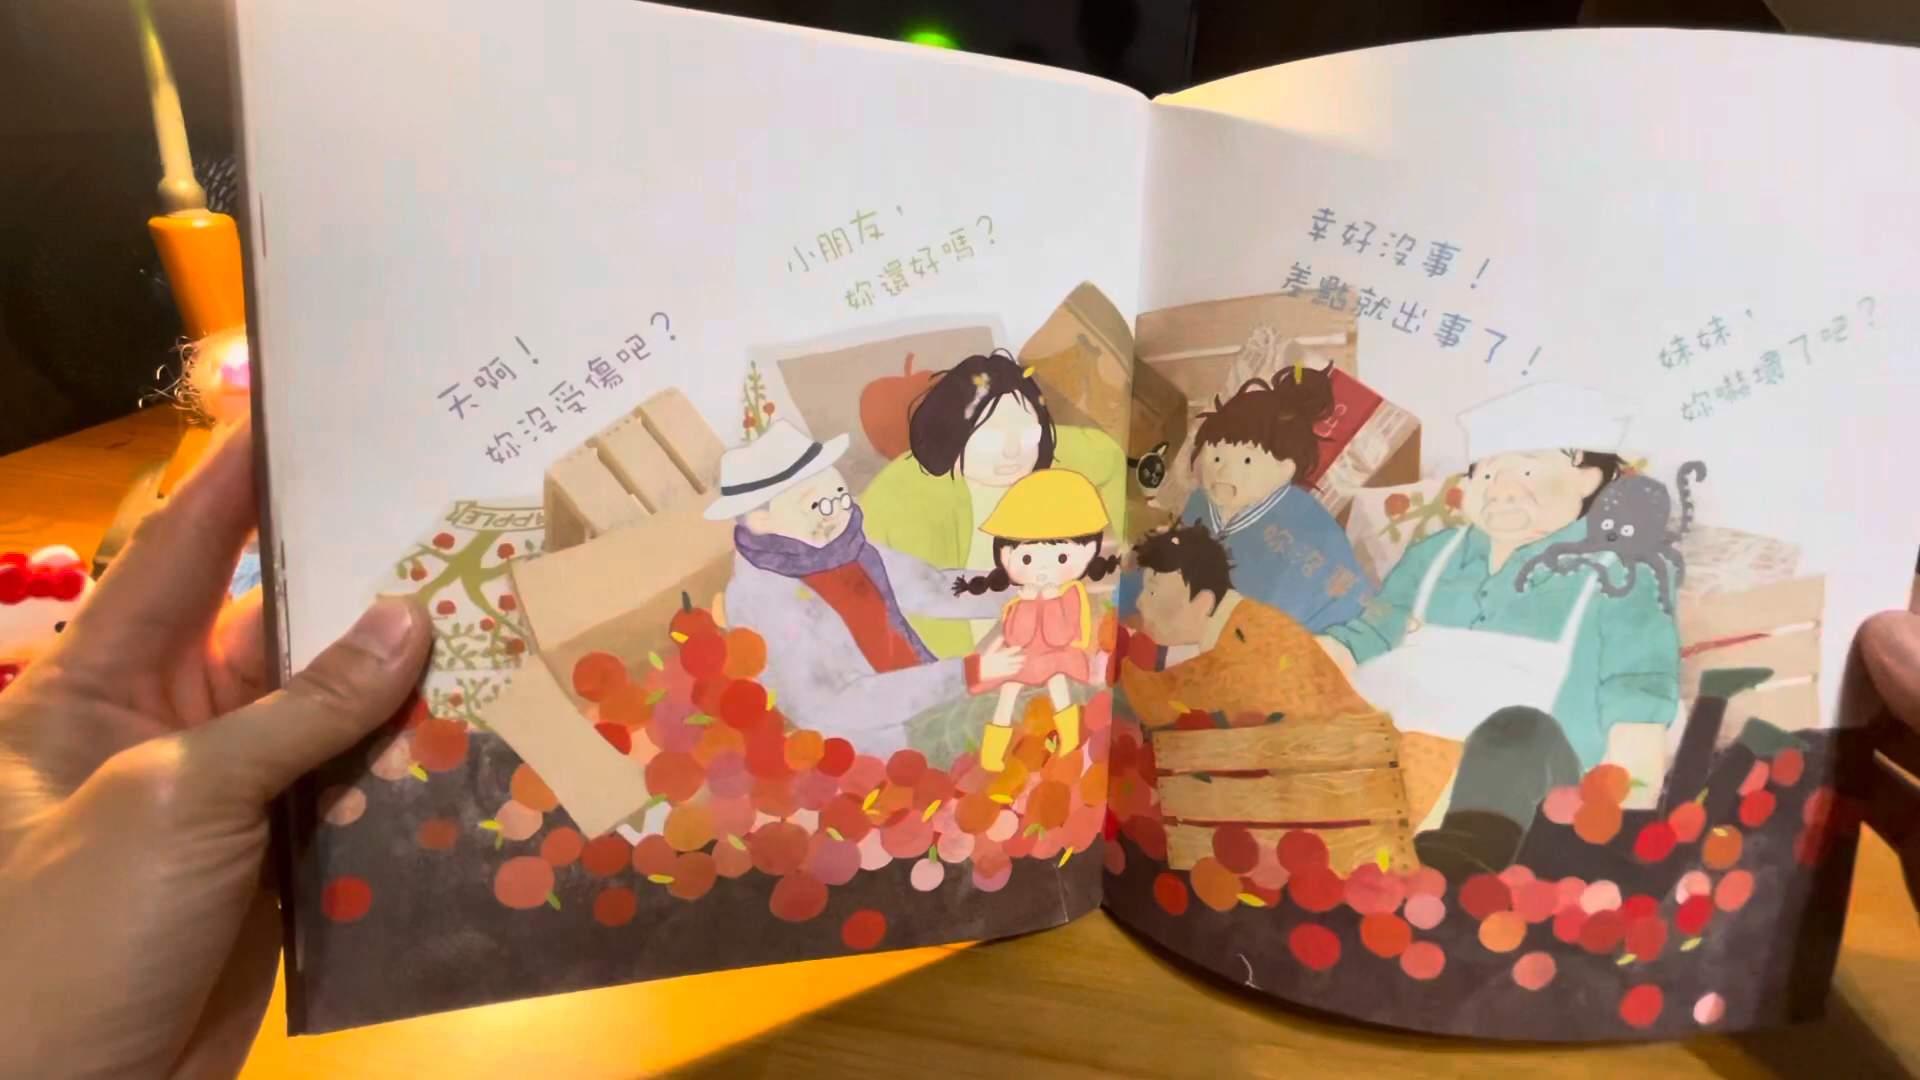 天啊！
妳沒受傷吧？
小朋友，
妳還好嗎？
幸好沒事！
差點就出事了！
妹妹，
妳嚇壞了吧？
APPLE